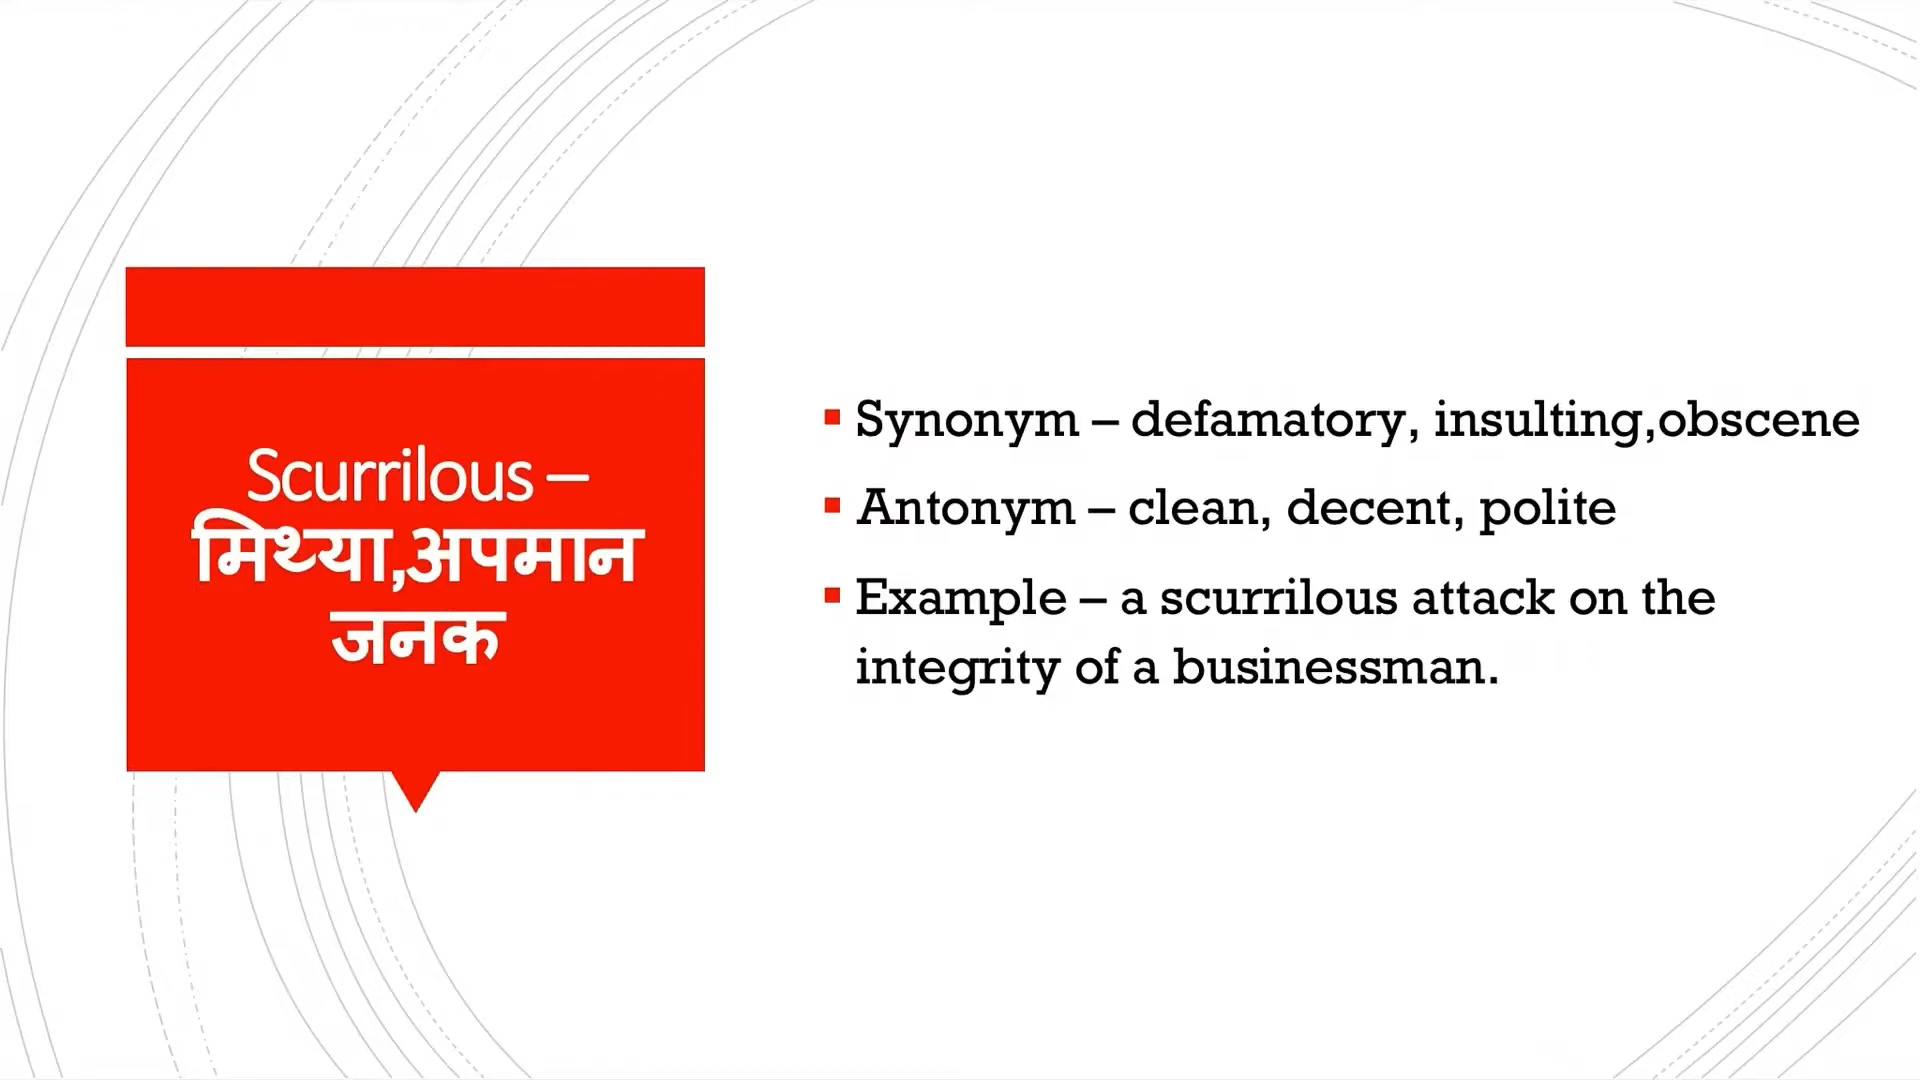 Scurrilous –
मिथ्या,अपमान
जनक
Synonym – defamatory, insulting,obscene
Antonym – clean, decent, polite
Example – a scurrilous attack on the
integrity of a businessman.